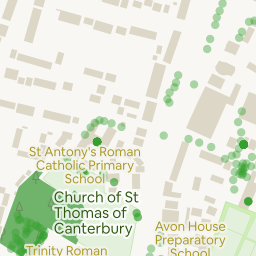 St Antony's Roman
Catholic Primary
School
Church of St
Thomas of
Canterbury
Avon House
Preparatory
School
Trinity Roman